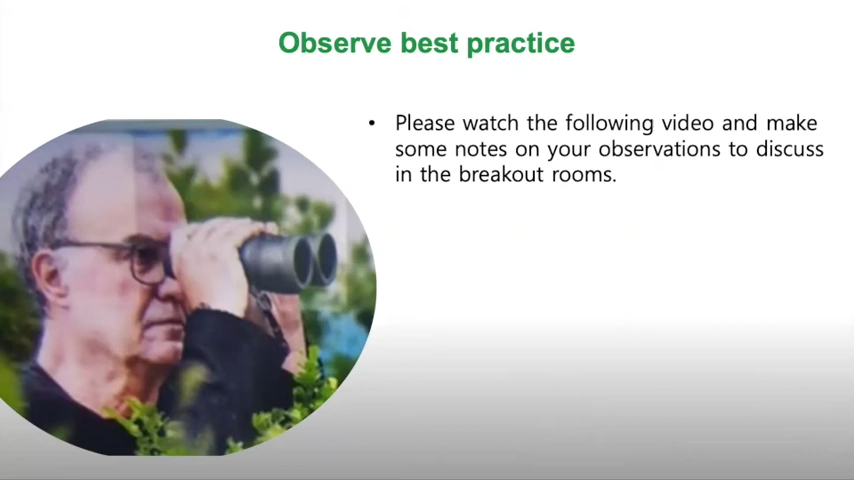 Observe best practice
• Please watch the following video and make
some notes on your observations to discuss
in the breakout rooms.